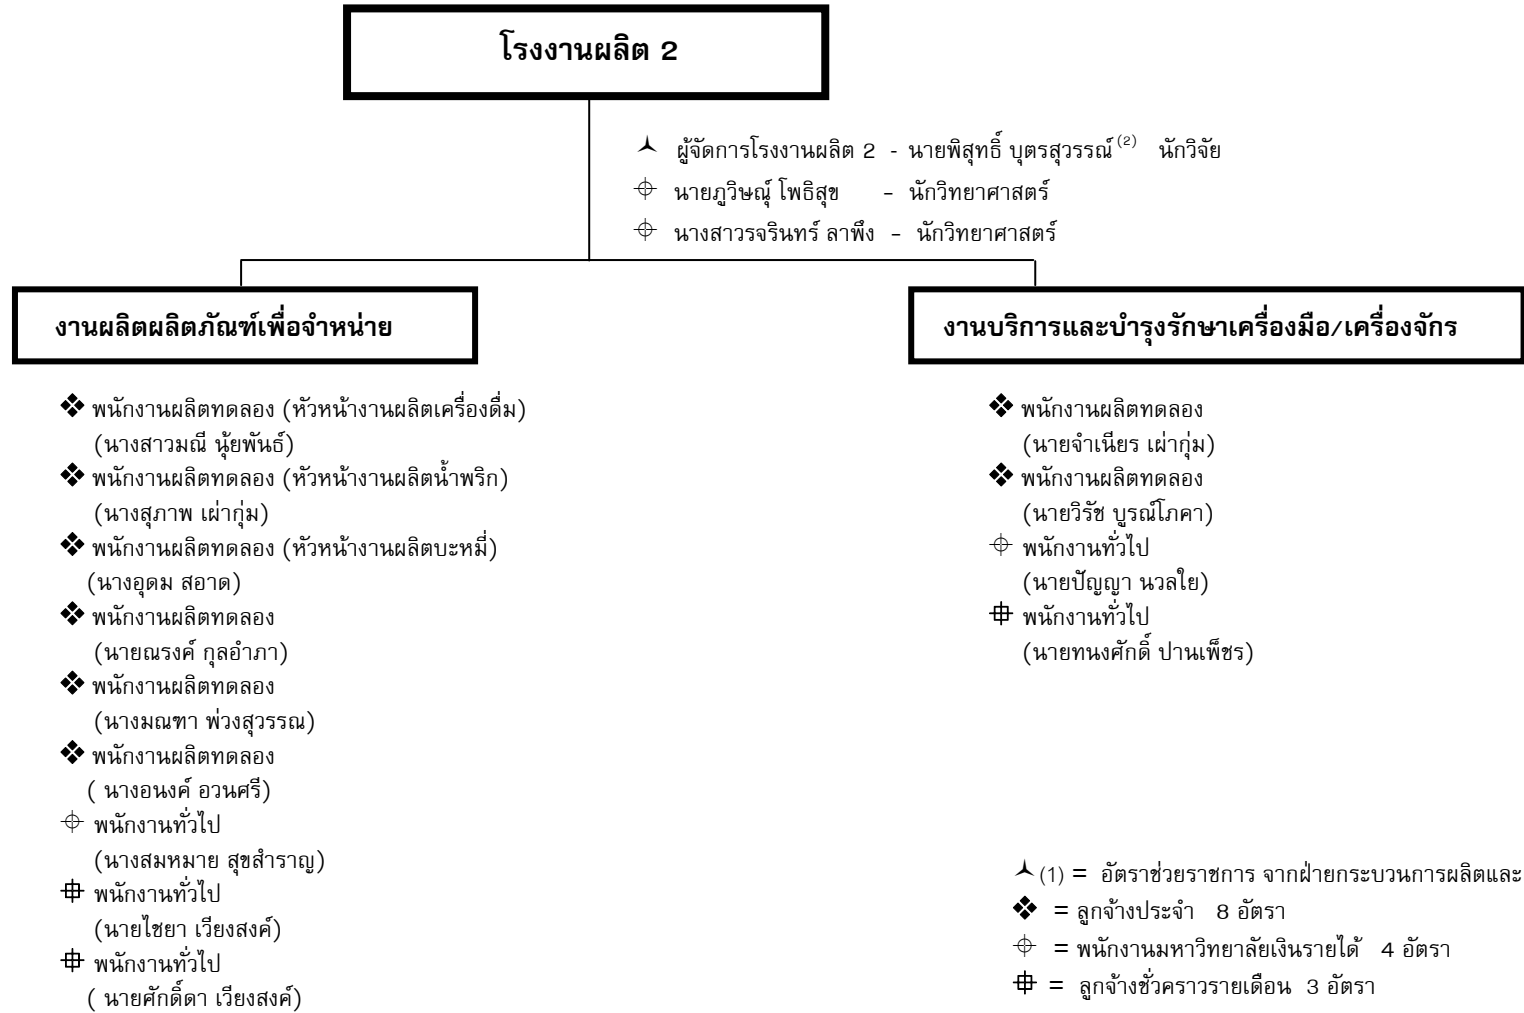 โรงงานผลิต 2
ผู้จัดการโรงงานผลิต 2 - นายพิสุทธิ์ บุตรสุวรรณ์(2) นักวิจัย
นายภูวิษณุ์ โพธิสุข – นักวิทยาศาสตร์
นางสาวรจรินทร์ ลาพึง – นักวิทยาศาสตร์
งานผลิตผลิตภัณฑ์เพื่อจำหน่าย
❖ พนักงานผลิตทดลอง (หัวหน้างานผลิตเครื่องดื่ม)
(นางสาวมณี นุ้ยพันธ์)
❖ พนักงานผลิตทดลอง (หัวหน้างานผลิตน้ำพริก)
(นางสุภาพ เผ่ากุ่ม)
❖ พนักงานผลิตทดลอง (หัวหน้างานผลิตบะหมี่)
(นางอุดม สอาด)
❖ พนักงานผลิตทดลอง
(นายณรงค์ กุลอำภา)
❖ พนักงานผลิตทดลอง
(นางมณฑา พ่วงสุวรรณ)
❖ พนักงานผลิตทดลอง
( นางอนงค์ อวนศรี)
พนักงานทั่วไป
(นางสมหมาย สุขสำราญ)
พนักงานทั่วไป
(นายไชยา เวียงสงค์)
พนักงานทั่วไป
( นายศักดิ์ดา เวียงสงค์)
งานบริการและบำรุงรักษาเครื่องมือ/เครื่องจักร
❖ พนักงานผลิตทดลอง
(นายจำเนียร เผ่ากุ่ม)
❖ พนักงานผลิตทดลอง
(นายวิรัช บูรณ์โภคา)
พนักงานทั่วไป
(นายปัญญา นวลใย)
พนักงานทั่วไป
(นายทนงศักดิ์ ปานเพ็ชร)
(1) = อัตราช่วยราชการ จากฝ่ายกระบวนการผลิตและ
❖ = ลูกจ้างประจำ 8 อัตรา
= พนักงานมหาวิทยาลัยเงินรายได้ 4 อัตรา
= ลูกจ้างชั่วคราวรายเดือน 3 อัตรา